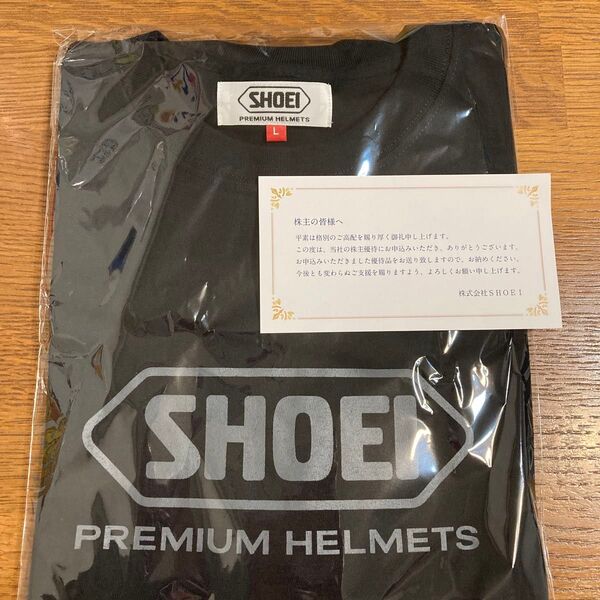 SHOEI
PREMIUM HELMETS
L
株主の皆様へ
平素は格別のご高配を賜り厚く御礼申し上げます。
この度は、当社の株主優待にお申込みいただき、ありがとうございます。
お申込みいただきました優待品をお送り致しますので、お納めください。
今後とも変わらぬご支援を賜りますよう、よろしくお願い申し上げます。
株式会社SHOEI
SHOEI
PREMIUM HELMETS